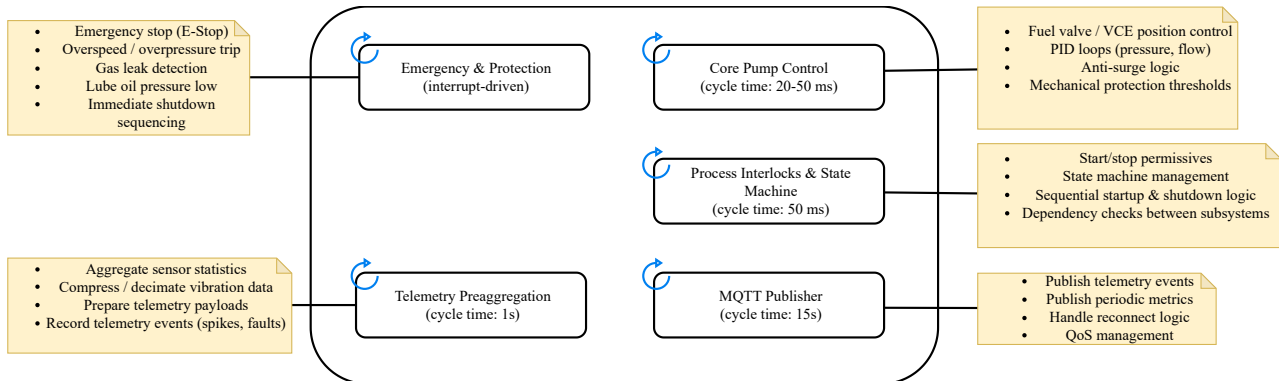 • Emergency stop (E-Stop)
• Overspeed / overpressure trip
• Gas leak detection
• Lube oil pressure low
• Immediate shutdown
sequencing
Emergency & Protection
(interrupt-driven)
Core Pump Control
(cycle time: 20-50 ms)
• Fuel valve / VCE position control
• PID loops (pressure, flow)
• Anti-surge logic
• Mechanical protection thresholds
Process Interlocks & State
Machine
(cycle time: 50 ms)
• Start/stop permissives
• State machine management
• Sequential startup & shutdown logic
• Dependency checks between subsystems
• Aggregate sensor statistics
• Compress / decimate vibration data
• Prepare telemetry payloads
• Record telemetry events (spikes, faults)
Telemetry Preaggregation
(cycle time: 1s)
MQTT Publisher
(cycle time: 15s)
• Publish telemetry events
• Publish periodic metrics
• Handle reconnect logic
• QoS management